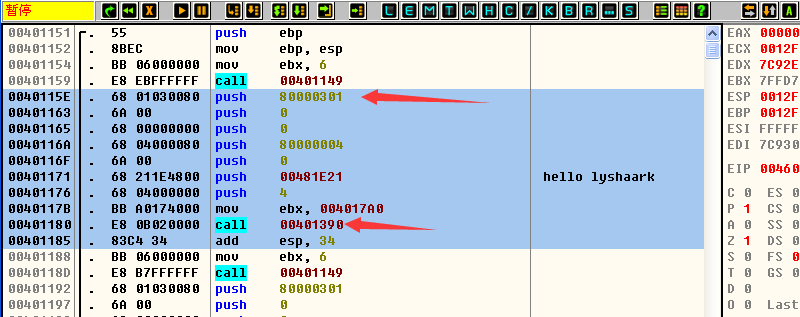 暂停 L E M T W H C / K B R ... S ? A
00401151 . 55 push ebp EAX 00000
00401152 . 8BEC mov ebp, esp ECX 0012F
00401154 . BB 06000000 mov ebx, 6 EDX 7C92E
00401159 . E8 EBFFFFFF call 00401149 EBX 7FFD7
0040115E . 68 01030080 push 80000301 ESP 0012F
00401163 . 6A 00 push 0 EBP 0012F
00401165 . 68 00000000 push 0 ESI FFFFF
0040116A . 68 04000080 push 80000004 EDI 7C930
0040116F . 6A 00 push 0
00401171 . 68 211E4800 push 00481E21 hello lyshaark EIP 00460
00401176 . 68 04000000 push 4
0040117B . BB A0174000 mov ebx, 004017A0 C 0 ES 0
00401180 . E8 0B020000 call 00401390 P 1 CS 0
00401185 . 83C4 34 add esp, 34 A 0 SS 0
00401188 . BB 06000000 mov ebx, 6 Z 1 DS 0
0040118D . E8 B7FFFFFF call 00401149 S 0 FS 0
00401192 . 68 01030080 push 80000301 T 0 GS 0
00401197 . 6A 00 push 0 D 0
O 0 Last